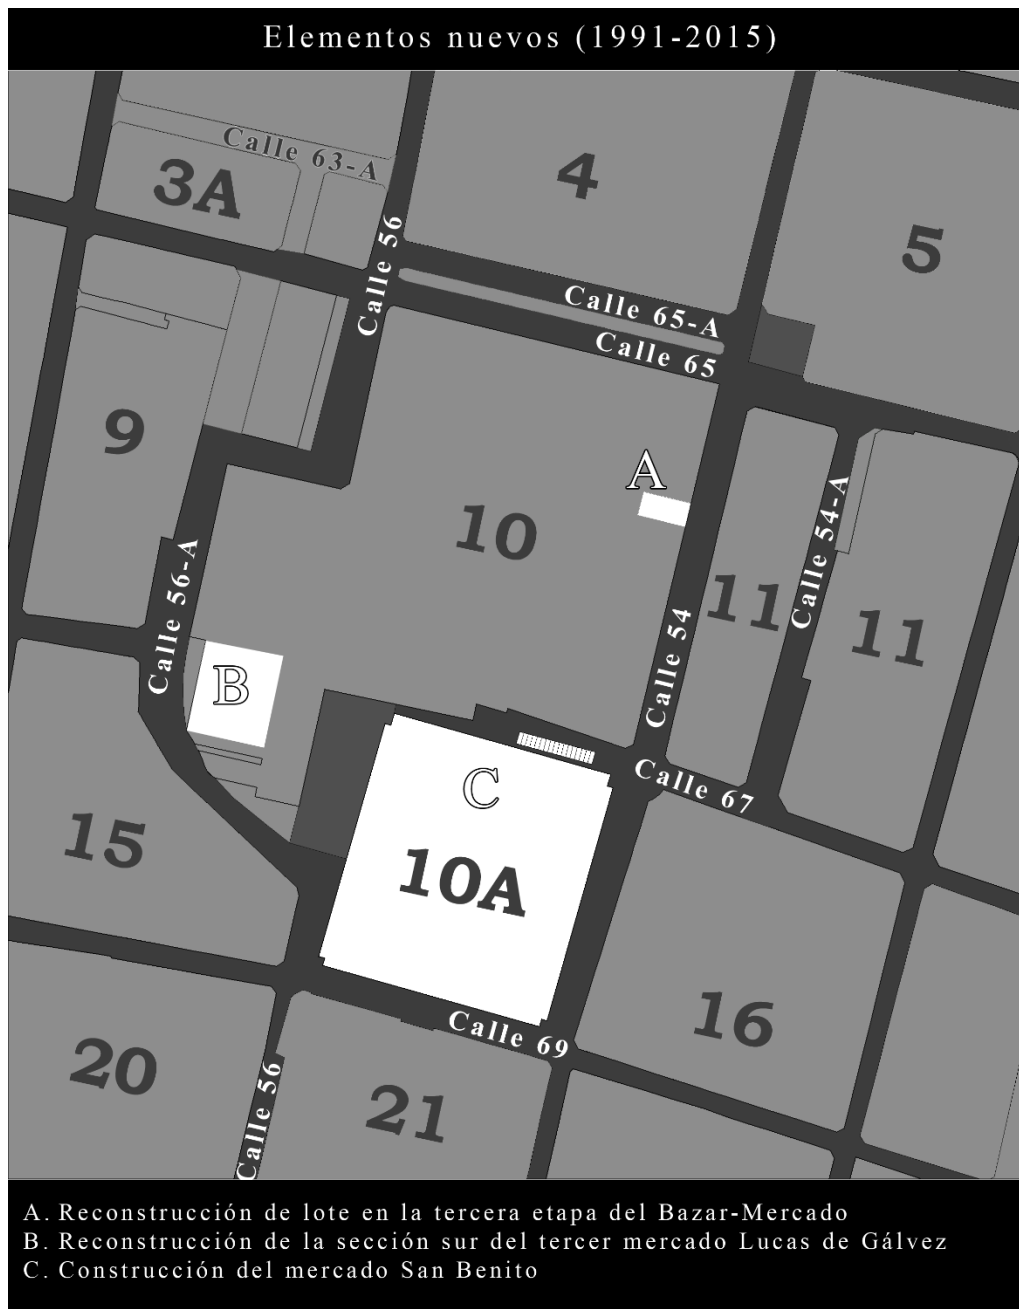 Elementos nuevos (1991-2015)
Calle 63-A
3A
4
5
Calle 56
Calle 65-A
Calle 65
9
A
10
Calle 54-A
11
11
Calle 56-A
Calle 54
B
C
Calle 67
15
10A
16
Calle 69
20
21
Calle 56
A. Reconstrucción de lote en la tercera etapa del Bazar-Mercado
B. Reconstrucción de la sección sur del tercer mercado Lucas de Gálvez
C. Construcción del mercado San Benito